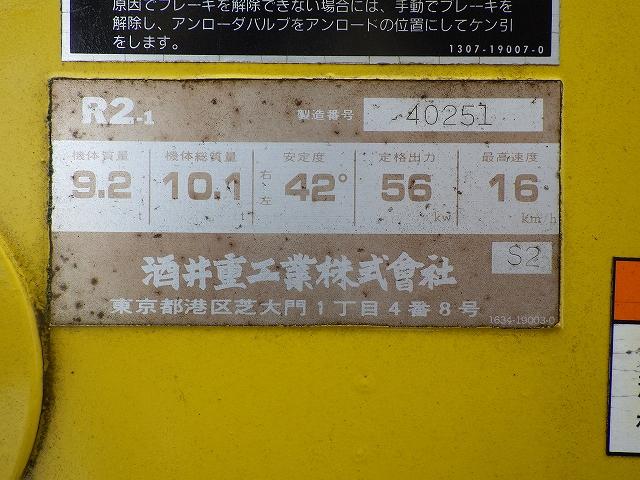 原因でブレーキを解除できない場合には、手動でブレーキを
解除し、アンローダバルブをアンロードの位置にしてケン引
をします。
1307-19007-0
R2-1 製造番号 40251
機体質量 機体総質量 安定度 定格出力 最高速度
9.2 10.1 右・左 42° 56 16
t kw km/h
S2
酒井重工業株式會社
東京都港区芝大門1丁目4番8号
1634-19003-0